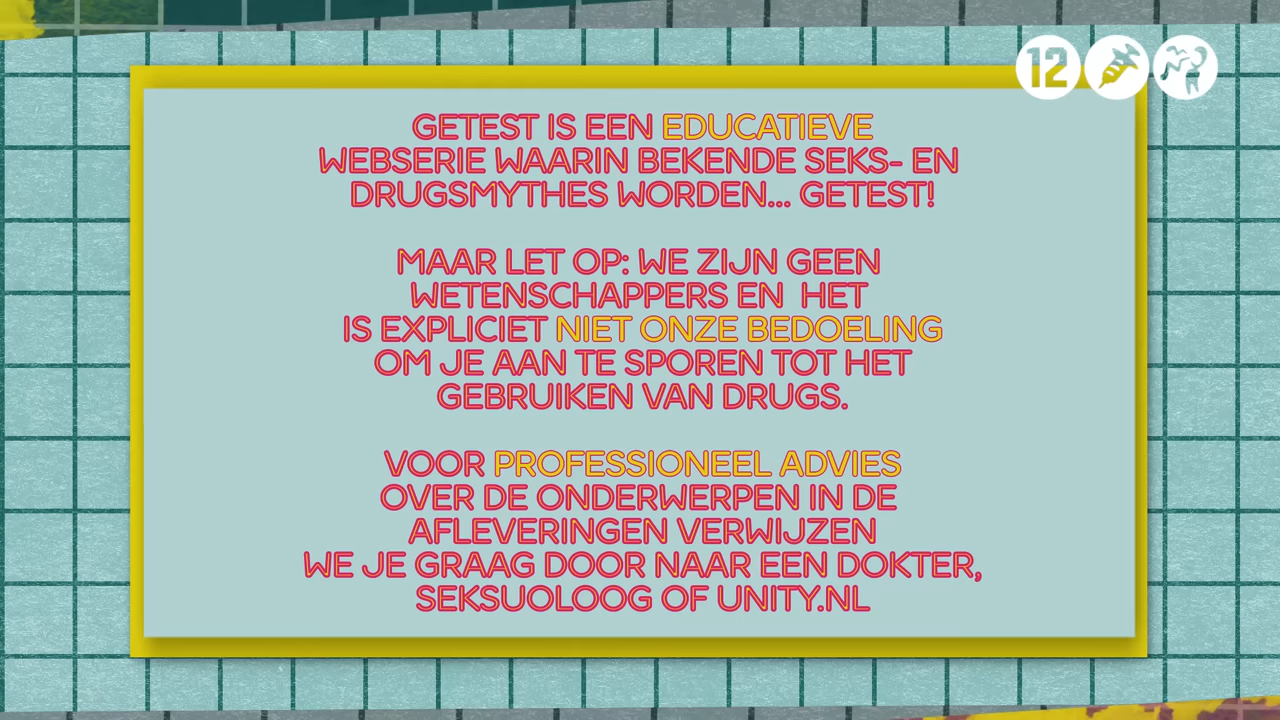 12
GETEST IS EEN EDUCATIEVE
WEBSERIE WAARIN BEKENDE SEKS- EN
DRUGSMYTHES WORDEN... GETEST!
MAAR LET OP: WE ZIJN GEEN
WETENSCHAPPERS EN HET
IS EXPLICIET NIET ONZE BEDOELING
OM JE AAN TE SPOREN TOT HET
GEBRUIKEN VAN DRUGS.
VOOR PROFESSIONEEL ADVIES
OVER DE ONDERWERPEN IN DE
AFLEVERINGEN VERWIJZEN
WE JE GRAAG DOOR NAAR EEN DOKTER,
SEKSUOLOOG OF UNITY.NL